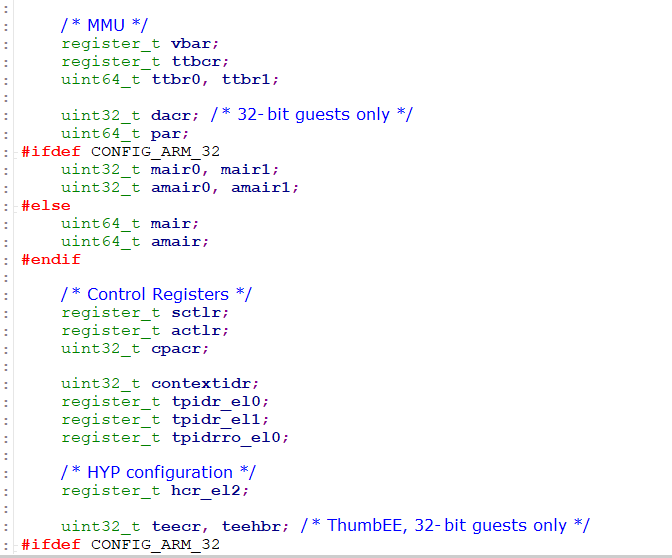 /* MMU */
register_t vbar;
register_t ttbcr;
uint64_t ttbr0, ttbr1;
uint32_t dacr; /* 32-bit guests only */
uint64_t par;
#ifdef CONFIG_ARM_32
uint32_t mair0, mair1;
uint32_t amair0, amair1;
#else
uint64_t mair;
uint64_t amair;
#endif
/* Control Registers */
register_t sctlr;
register_t actlr;
uint32_t cpacr;
uint32_t contextidr;
register_t tpidr_el0;
register_t tpidr_el1;
register_t tpidrro_el0;
/* HYP configuration */
register_t hcr_el2;
uint32_t teecr, teehbr; /* ThumbEE, 32-bit guests only */
#ifdef CONFIG_ARM_32